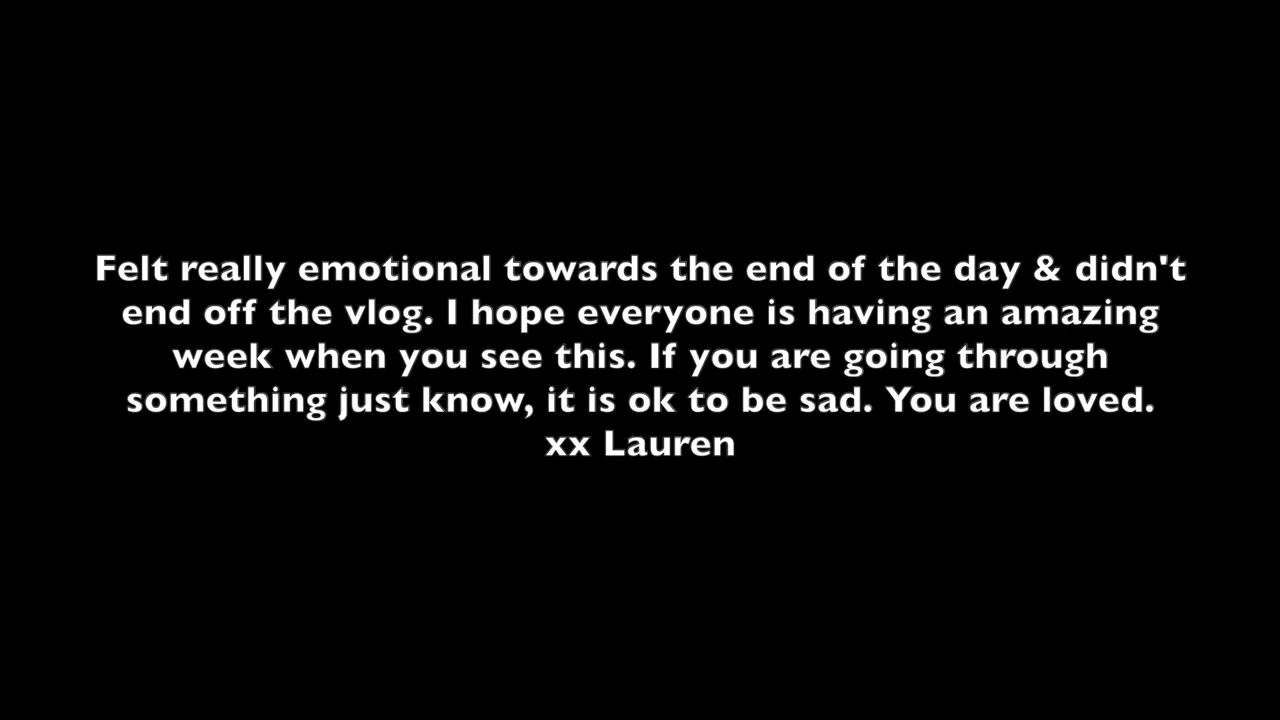 Felt really emotional towards the end of the day & didn't
end off the vlog. I hope everyone is having an amazing
week when you see this. If you are going through
something just know, it is ok to be sad. You are loved.
xx Lauren